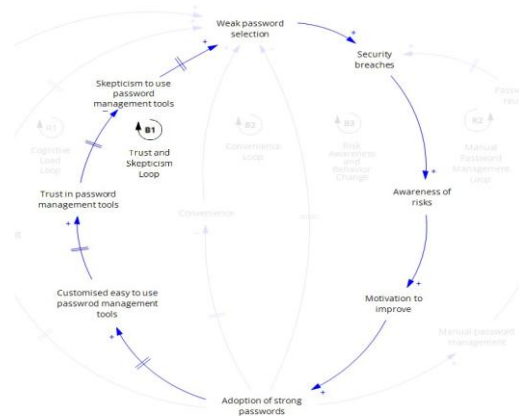 Weak password
selection
Security
breaches
Skepticism to use
password
management tools
R1
Cognitive
Load
Loop
B1
Trust and
Skepticism
Loop
B2
Convenience
Loop
B3
Risk
Awareness
and
Behavior
Change
R2
Manual
Password
Management
Loop
Trust in password
management tools
Awareness of
risks
Convenience
Customised easy to use
passwrod management
tools
Motivation to
improve
Manual password
management
Adoption of strong
passwords